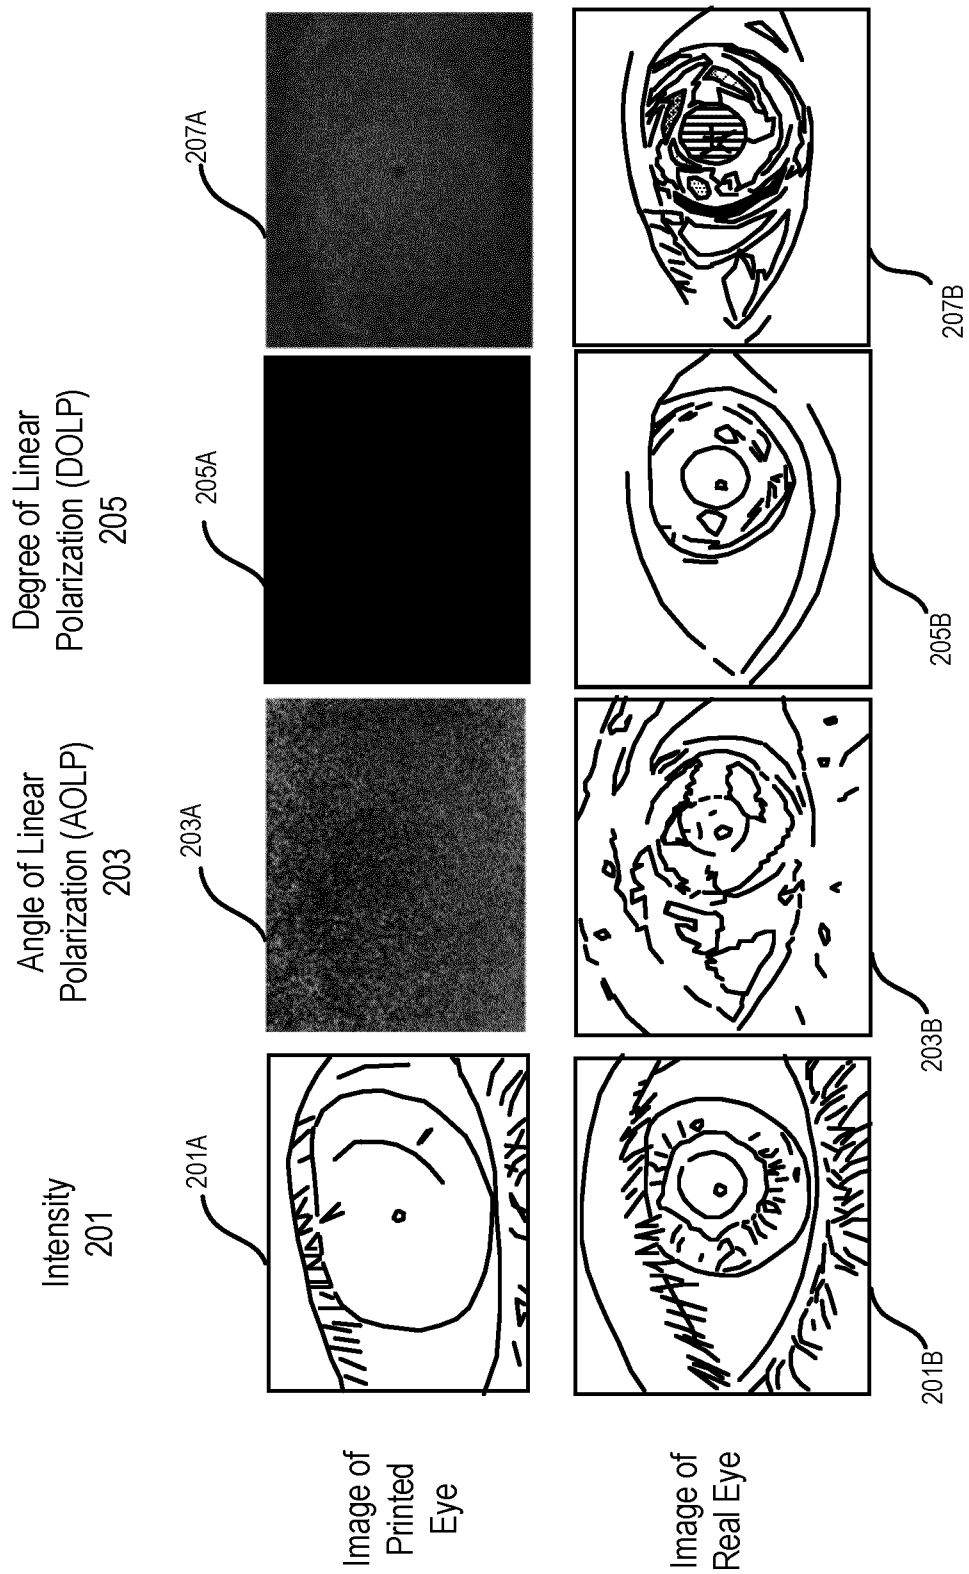 Intensity
201
Angle of Linear
Polarization (AOLP)
203
Degree of Linear
Polarization (DOLP)
205
201A
203A
205A
207A
Image of
Printed
Eye
Image of
Real Eye
201B
203B
205B
207B